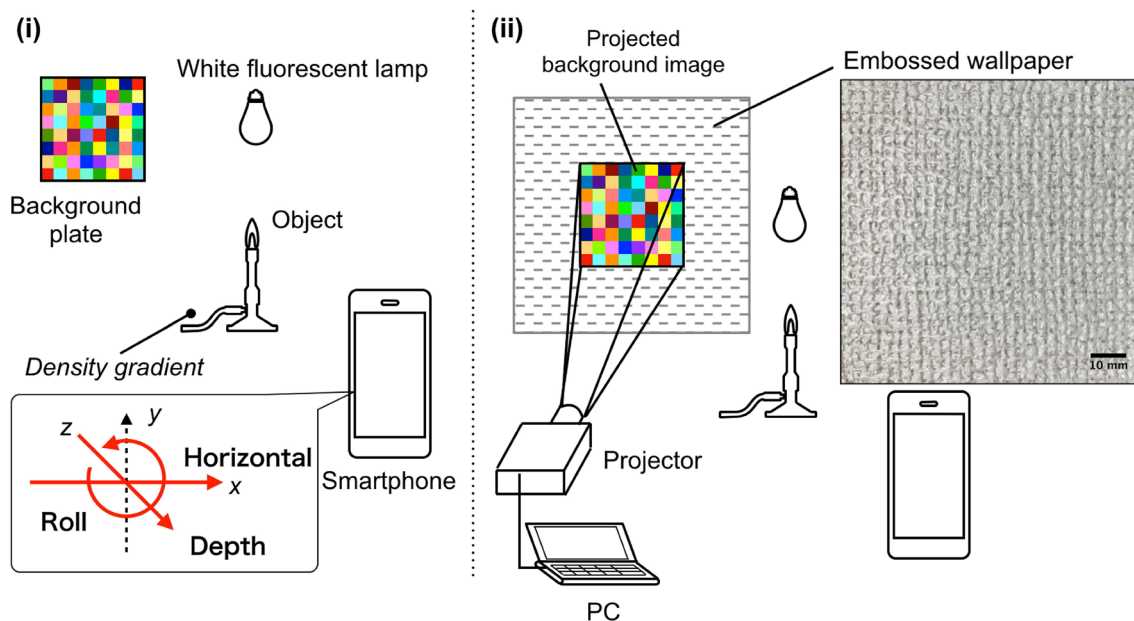 (i)
White fluorescent lamp
Background
plate
Object
Density gradient
y
z
Horizontal
x
Roll
Depth
Smartphone
(ii)
Projected
background image
Embossed wallpaper
10 mm
Projector
PC